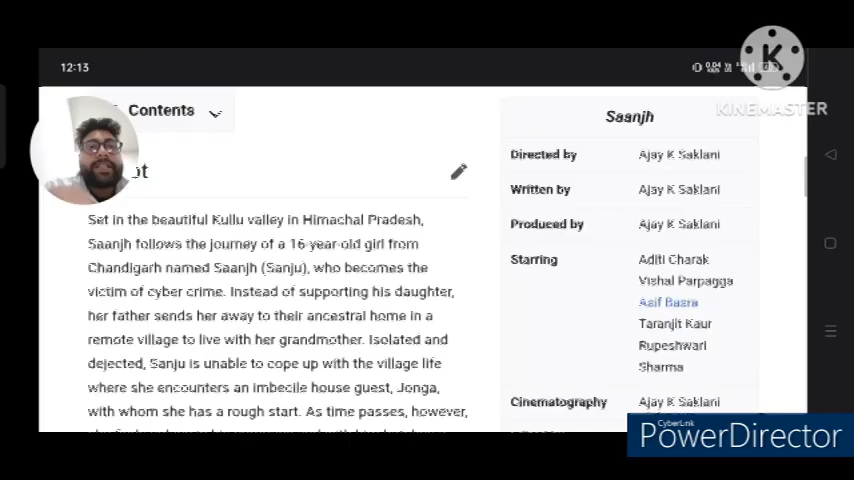 12:13
KINEMASTER
Contents
Set in the beautiful Kullu valley in Himachal Pradesh,
Saanjh follows the journey of a 16-year-old girl from
Chandigarh named Saanjh (Sanju), who becomes the
victim of cyber crime. Instead of supporting his daughter,
her father sends her away to their ancestral home in a
remote village to live with her grandmother. Isolated and
dejected, Sanju is unable to cope up with the village life
where she encounters an imbecile house guest, Jonga,
with whom she has a rough start. As time passes, however,
Saanjh
Directed by Ajay K Saklani
Written by Ajay K Saklani
Produced by Ajay K Saklani
Starring Aditi Charak
Vishal Parpagga
Asif Basra
Taranjit Kaur
Rupeshwari
Sharma
Cinematography Ajay K Saklani
CyberLink
PowerDirector